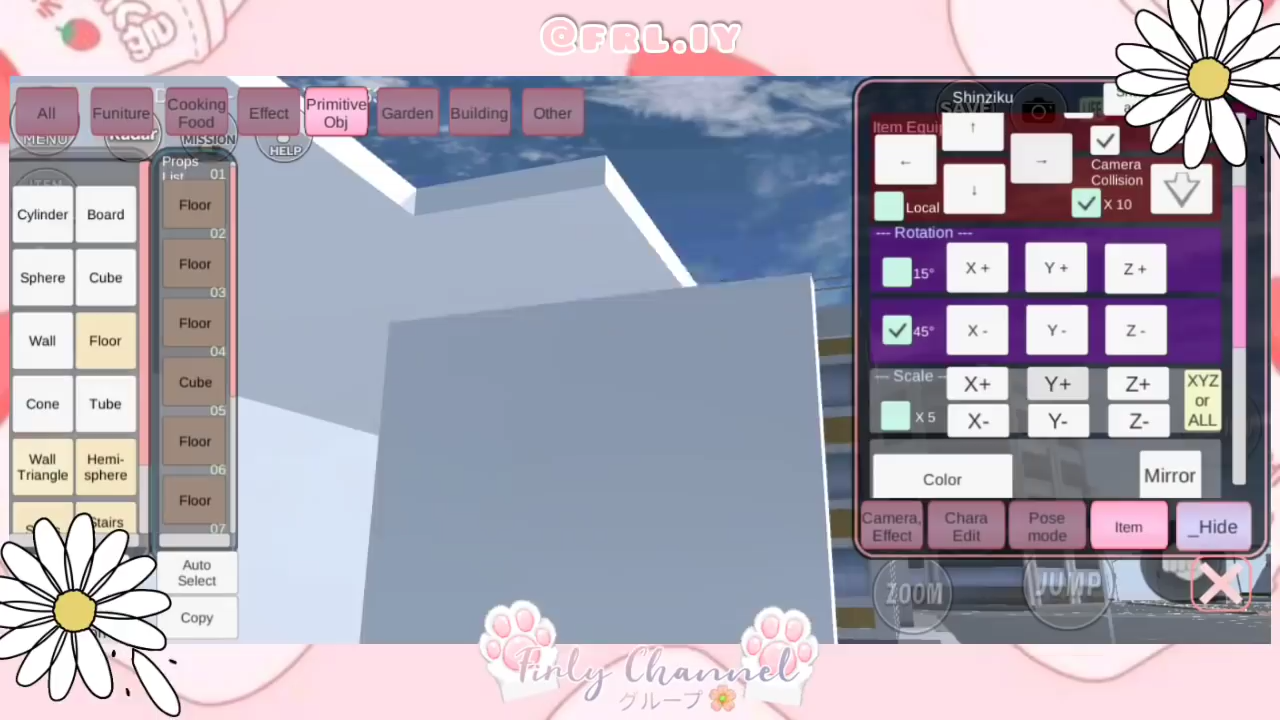 @FRL.IY
All
Funiture
Cooking
Food
Effect
Primitive
Obj
Garden
Building
Other
MENU
Radar
MISSION
HELP
Props
List
Cylinder
Board
Sphere
Cube
Wall
Floor
Cone
Tube
Wall
Triangle
Hemi-
sphere
Stairs
01
Floor
02
Floor
03
Floor
04
Cube
05
Floor
06
Floor
07
Auto
Select
Copy
Shinziku
SAVE!
Item Equip
↑
←
→
↓
Local
Camera
Collision
X 10
--- Rotation ---
15°
X +
Y +
Z +
45°
X -
Y -
Z -
--- Scale --
X+
Y+
Z+
X 5
X-
Y-
Z-
XYZ
or
ALL
Color
Mirror
Camera,
Effect
Chara
Edit
Pose
mode
Item
_Hide
ZOOM
JUMP
Finly Channel
グループ